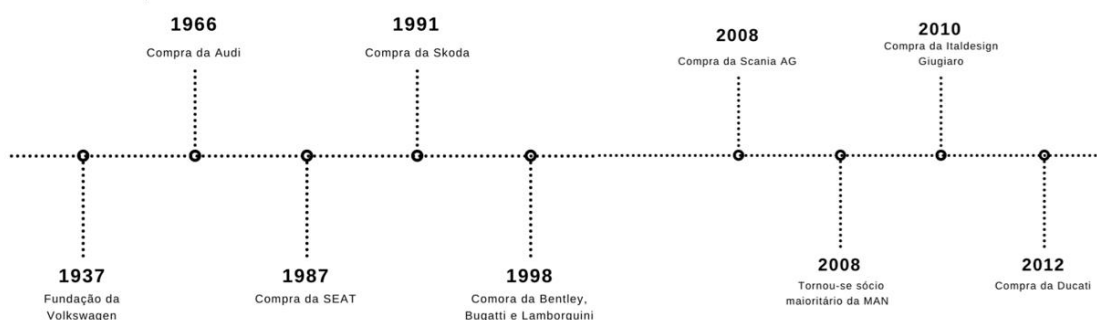 1966
Compra da Audi
1991
Compra da Skoda
2008
Compra da Scania AG
2010
Compra da Italdesign
Giugiaro
1937
Fundação da
Volkswagen
1987
Compra da SEAT
1998
Comora da Bentley,
Bugatti e Lamborguini
2008
Tornou-se sócio
maioritário da MAN
2012
Compra da Ducati